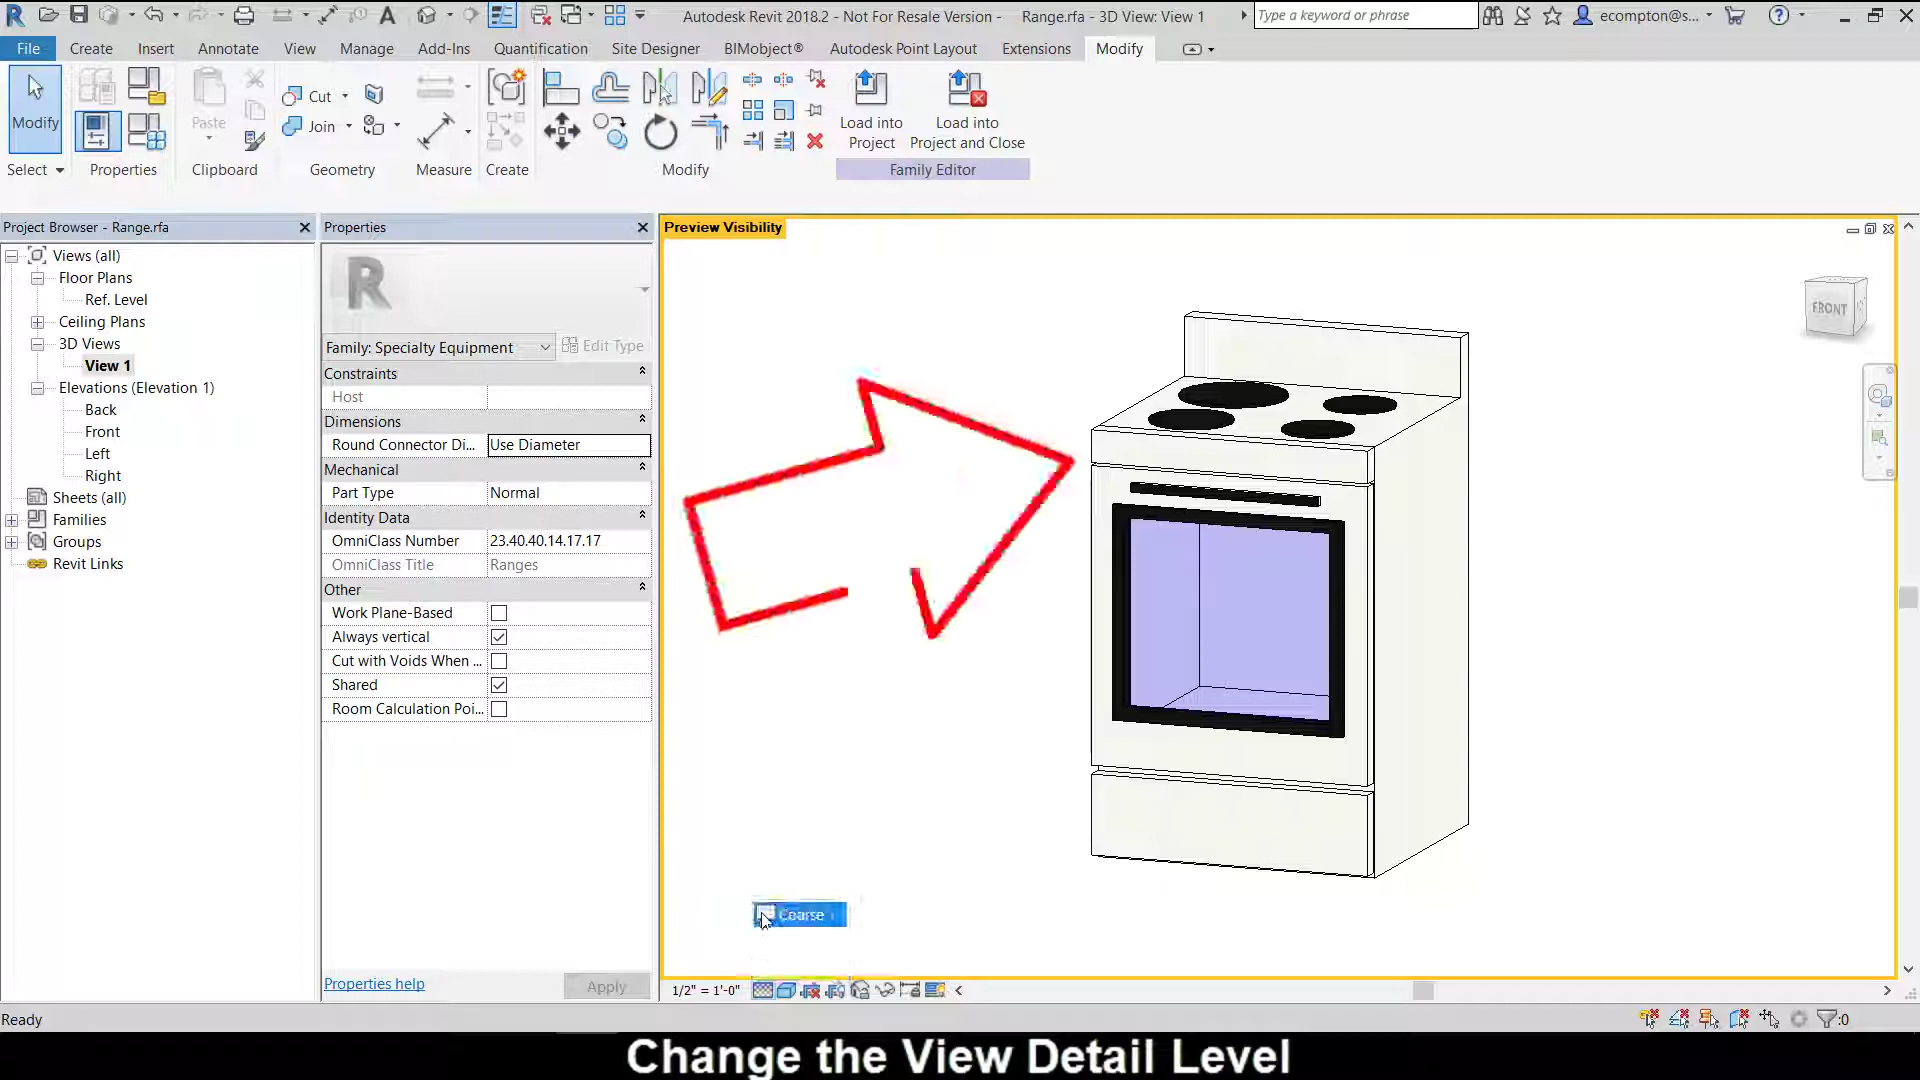 Autodesk Revit 2018.2 - Not For Resale Version - Range.rfa - 3D View: View 1
Type a keyword or phrase
ecompton@s...
File Create Insert Annotate View Manage Add-Ins Quantification Site Designer BIMobject® Autodesk Point Layout Extensions Modify
Modify
Paste
Cut
Join
Load into Project
Load into Project and Close
Select Properties Clipboard Geometry Measure Create Modify Family Editor
Project Browser - Range.rfa
Views (all)
Floor Plans
Ref. Level
Ceiling Plans
3D Views
View 1
Elevations (Elevation 1)
Back
Front
Left
Right
Sheets (all)
Families
Groups
Revit Links
Properties
R
Family: Specialty Equipment
Edit Type
Constraints
Host
Dimensions
Round Connector Di... Use Diameter
Mechanical
Part Type Normal
Identity Data
OmniClass Number 23.40.40.14.17.17
OmniClass Title Ranges
Other
Work Plane-Based
Always vertical
Cut with Voids When ...
Shared
Room Calculation Poi...
Properties help
Apply
Preview Visibility
FRONT
Coarse
1/2" = 1'-0"
Ready
:0
Change the View Detail Level